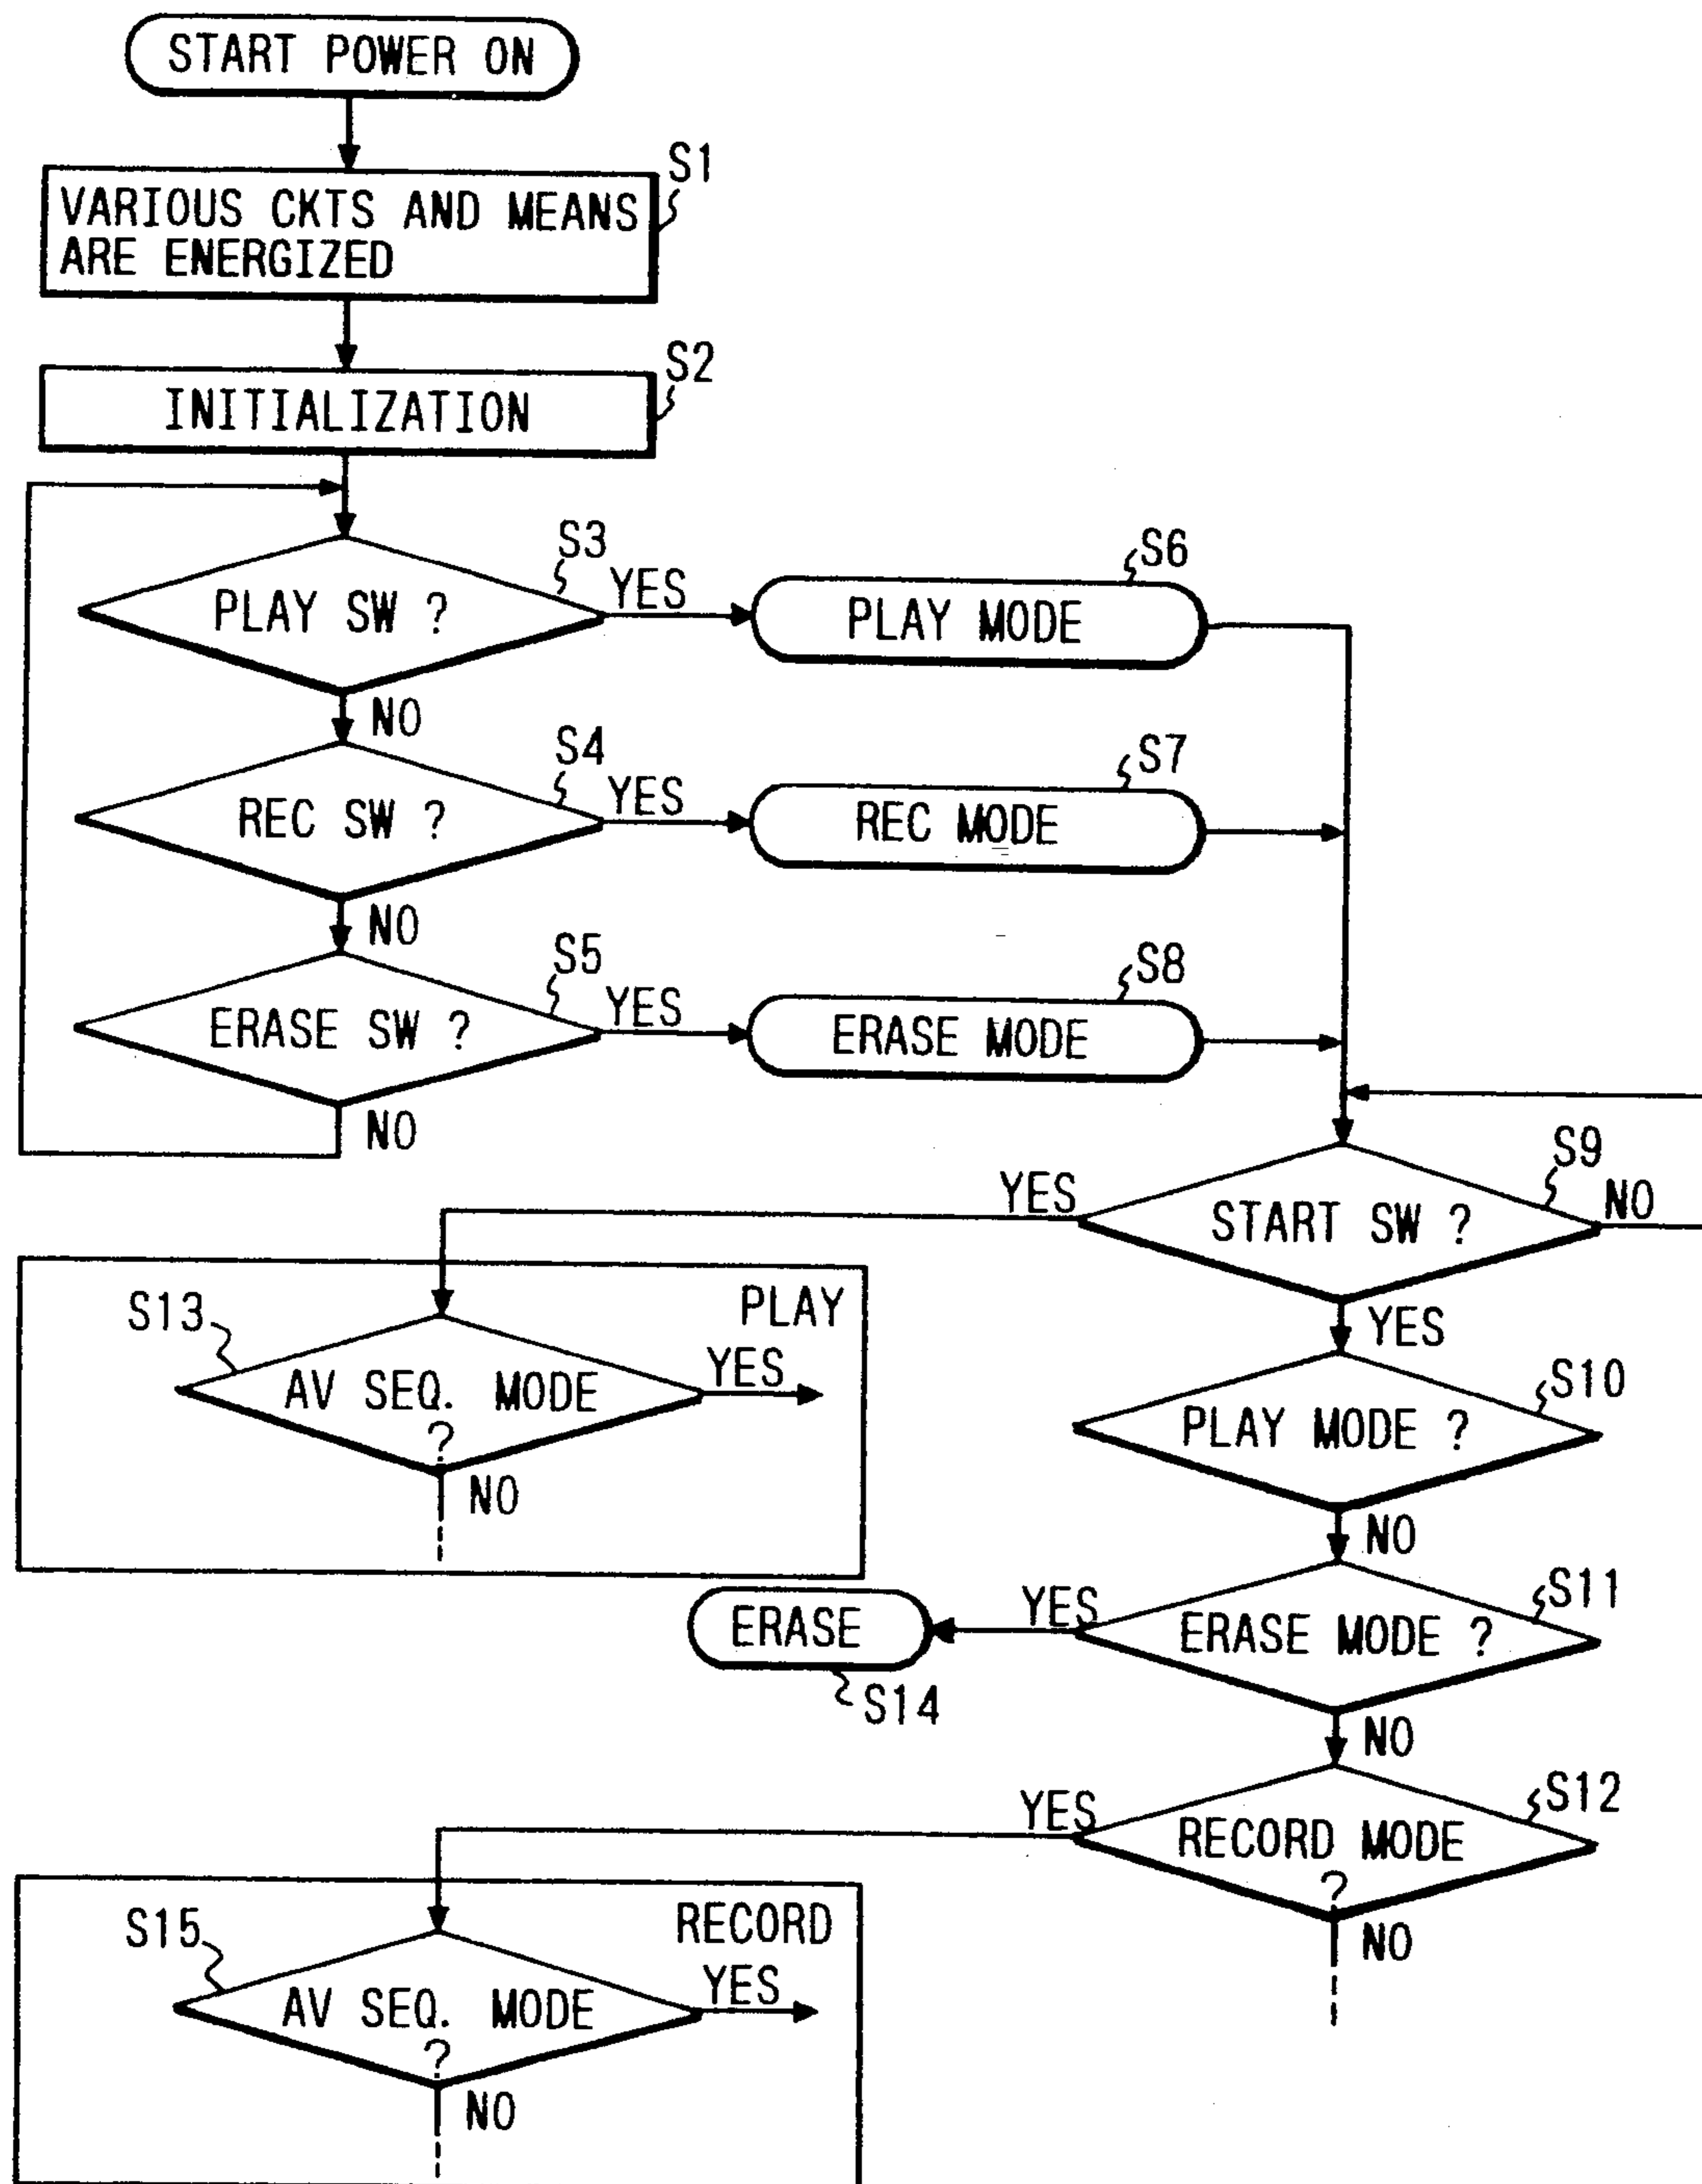 START POWER ON
S1
VARIOUS CKTS AND MEANS
ARE ENERGIZED
S2
INITIALIZATION
S3
PLAY SW ?
YES
S6
PLAY MODE
NO
S4
REC SW ?
YES
S7
REC MODE
NO
S5
ERASE SW ?
YES
S8
ERASE MODE
NO
S9
START SW ?
YES
NO
YES
PLAY
S13
AV SEQ. MODE
?
YES
NO
S10
PLAY MODE ?
NO
S11
ERASE MODE ?
YES
ERASE
S14
NO
S12
RECORD MODE
?
YES
NO
RECORD
S15
AV SEQ. MODE
?
YES
NO